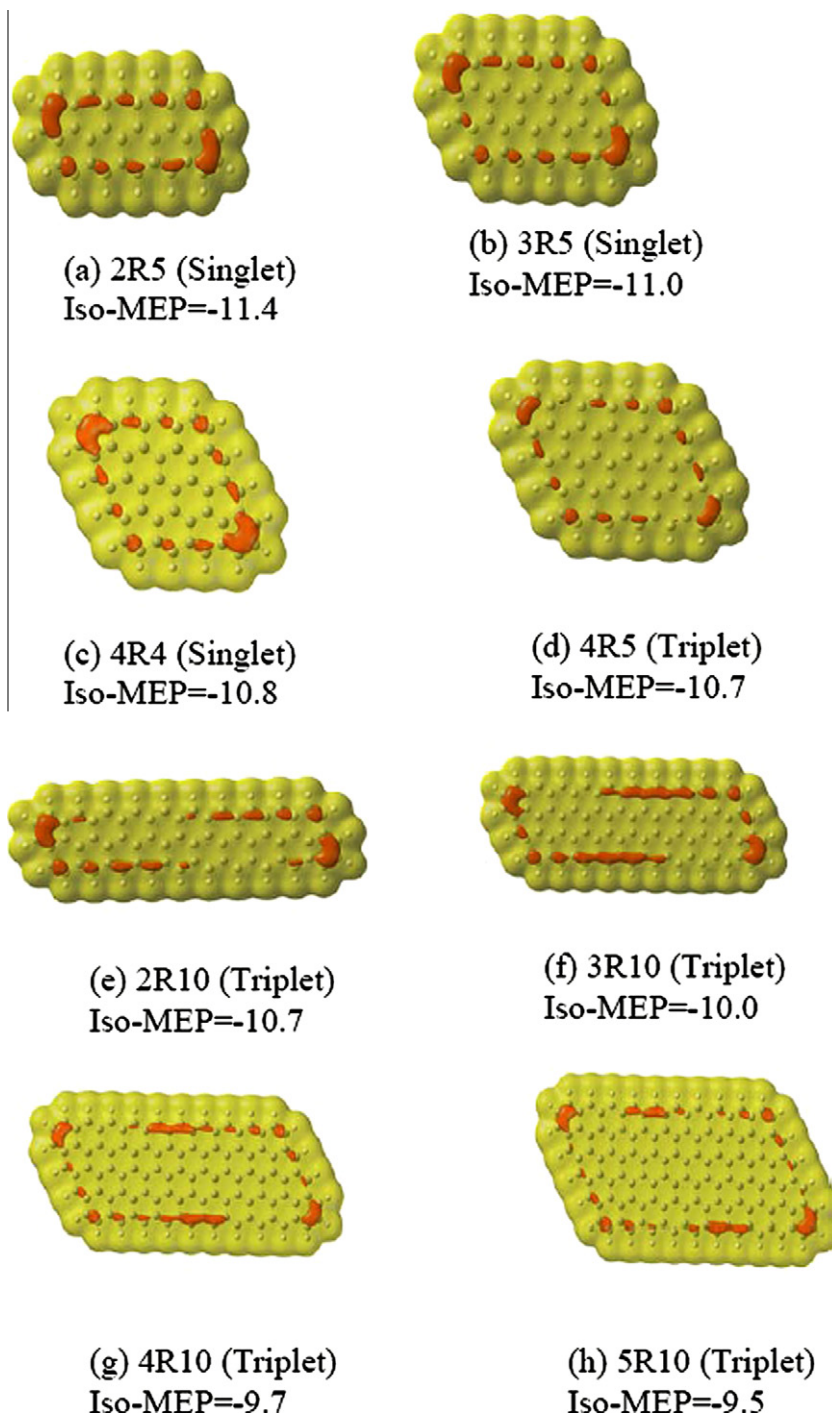 (a) 2R5 (Singlet)
Iso-MEP=-11.4
(b) 3R5 (Singlet)
Iso-MEP=-11.0
(c) 4R4 (Singlet)
Iso-MEP=-10.8
(d) 4R5 (Triplet)
Iso-MEP=-10.7
(e) 2R10 (Triplet)
Iso-MEP=-10.7
(f) 3R10 (Triplet)
Iso-MEP=-10.0
(g) 4R10 (Triplet)
Iso-MEP=-9.7
(h) 5R10 (Triplet)
Iso-MEP=-9.5